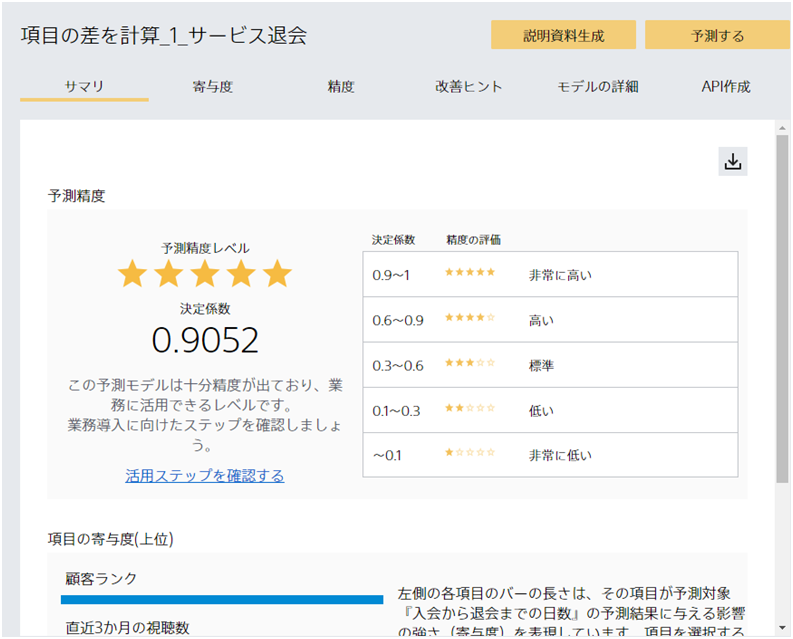 項目の差を計算_1_サービス退会
説明資料生成
予測する
サマリ
寄与度
精度
改善ヒント
モデルの詳細
API作成
予測精度
予測精度レベル
決定係数
0.9052
この予測モデルは十分精度が出ており、業
務に活用できるレベルです。
業務導入に向けたステップを確認しましょ
う。
活用ステップを確認する
決定係数 精度の評価
0.9〜1 ★★★★★ 非常に高い
0.6〜0.9 ★★★★☆ 高い
0.3〜0.6 ★★★☆☆ 標準
0.1〜0.3 ★★☆☆☆ 低い
〜0.1 ★☆☆☆☆ 非常に低い
項目の寄与度(上位)
顧客ランク
直近3か月の視聴数
左側の各項目のバーの長さは、その項目が予測対象
『入会から退会までの日数』の予測結果に与える影響
の強さ（寄与度）を表現しています。項目を選択する